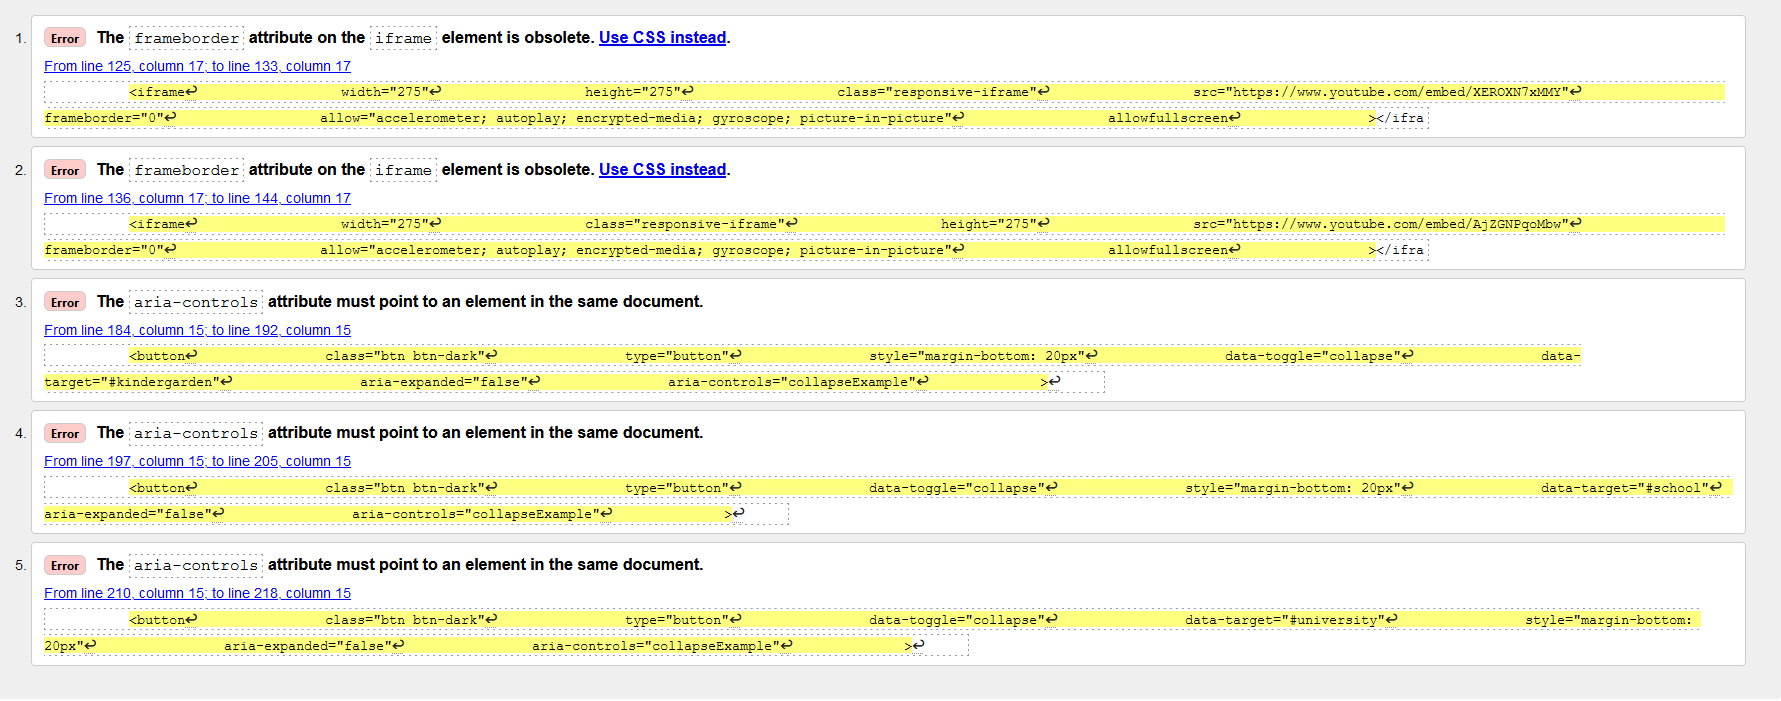 1. Error The frameborder attribute on the iframe element is obsolete. Use CSS instead.
From line 125, column 17; to line 133, column 17
<iframe↩ width="275"↩ height="275"↩ class="responsive-iframe"↩ src="https://www.youtube.com/embed/XEROXN7xMMY"↩
frameborder="0"↩ allow="accelerometer; autoplay; encrypted-media; gyroscope; picture-in-picture"↩ allowfullscreen↩ ></ifra
2. Error The frameborder attribute on the iframe element is obsolete. Use CSS instead.
From line 136, column 17; to line 144, column 17
<iframe↩ width="275"↩ class="responsive-iframe"↩ height="275"↩ src="https://www.youtube.com/embed/AjZGNPqoMbw"↩
frameborder="0"↩ allow="accelerometer; autoplay; encrypted-media; gyroscope; picture-in-picture"↩ allowfullscreen↩ ></ifra
3. Error The aria-controls attribute must point to an element in the same document.
From line 184, column 15; to line 192, column 15
<button↩ class="btn btn-dark"↩ type="button"↩ style="margin-bottom: 20px"↩ data-toggle="collapse"↩ data-
target="#kindergarden"↩ aria-expanded="false"↩ aria-controls="collapseExample"↩ >↩
4. Error The aria-controls attribute must point to an element in the same document.
From line 197, column 15; to line 205, column 15
<button↩ class="btn btn-dark"↩ type="button"↩ data-toggle="collapse"↩ style="margin-bottom: 20px"↩ data-target="#school"↩
aria-expanded="false"↩ aria-controls="collapseExample"↩ >↩
5. Error The aria-controls attribute must point to an element in the same document.
From line 210, column 15; to line 218, column 15
<button↩ class="btn btn-dark"↩ type="button"↩ data-toggle="collapse"↩ data-target="#university"↩ style="margin-bottom:
20px"↩ aria-expanded="false"↩ aria-controls="collapseExample"↩ >↩